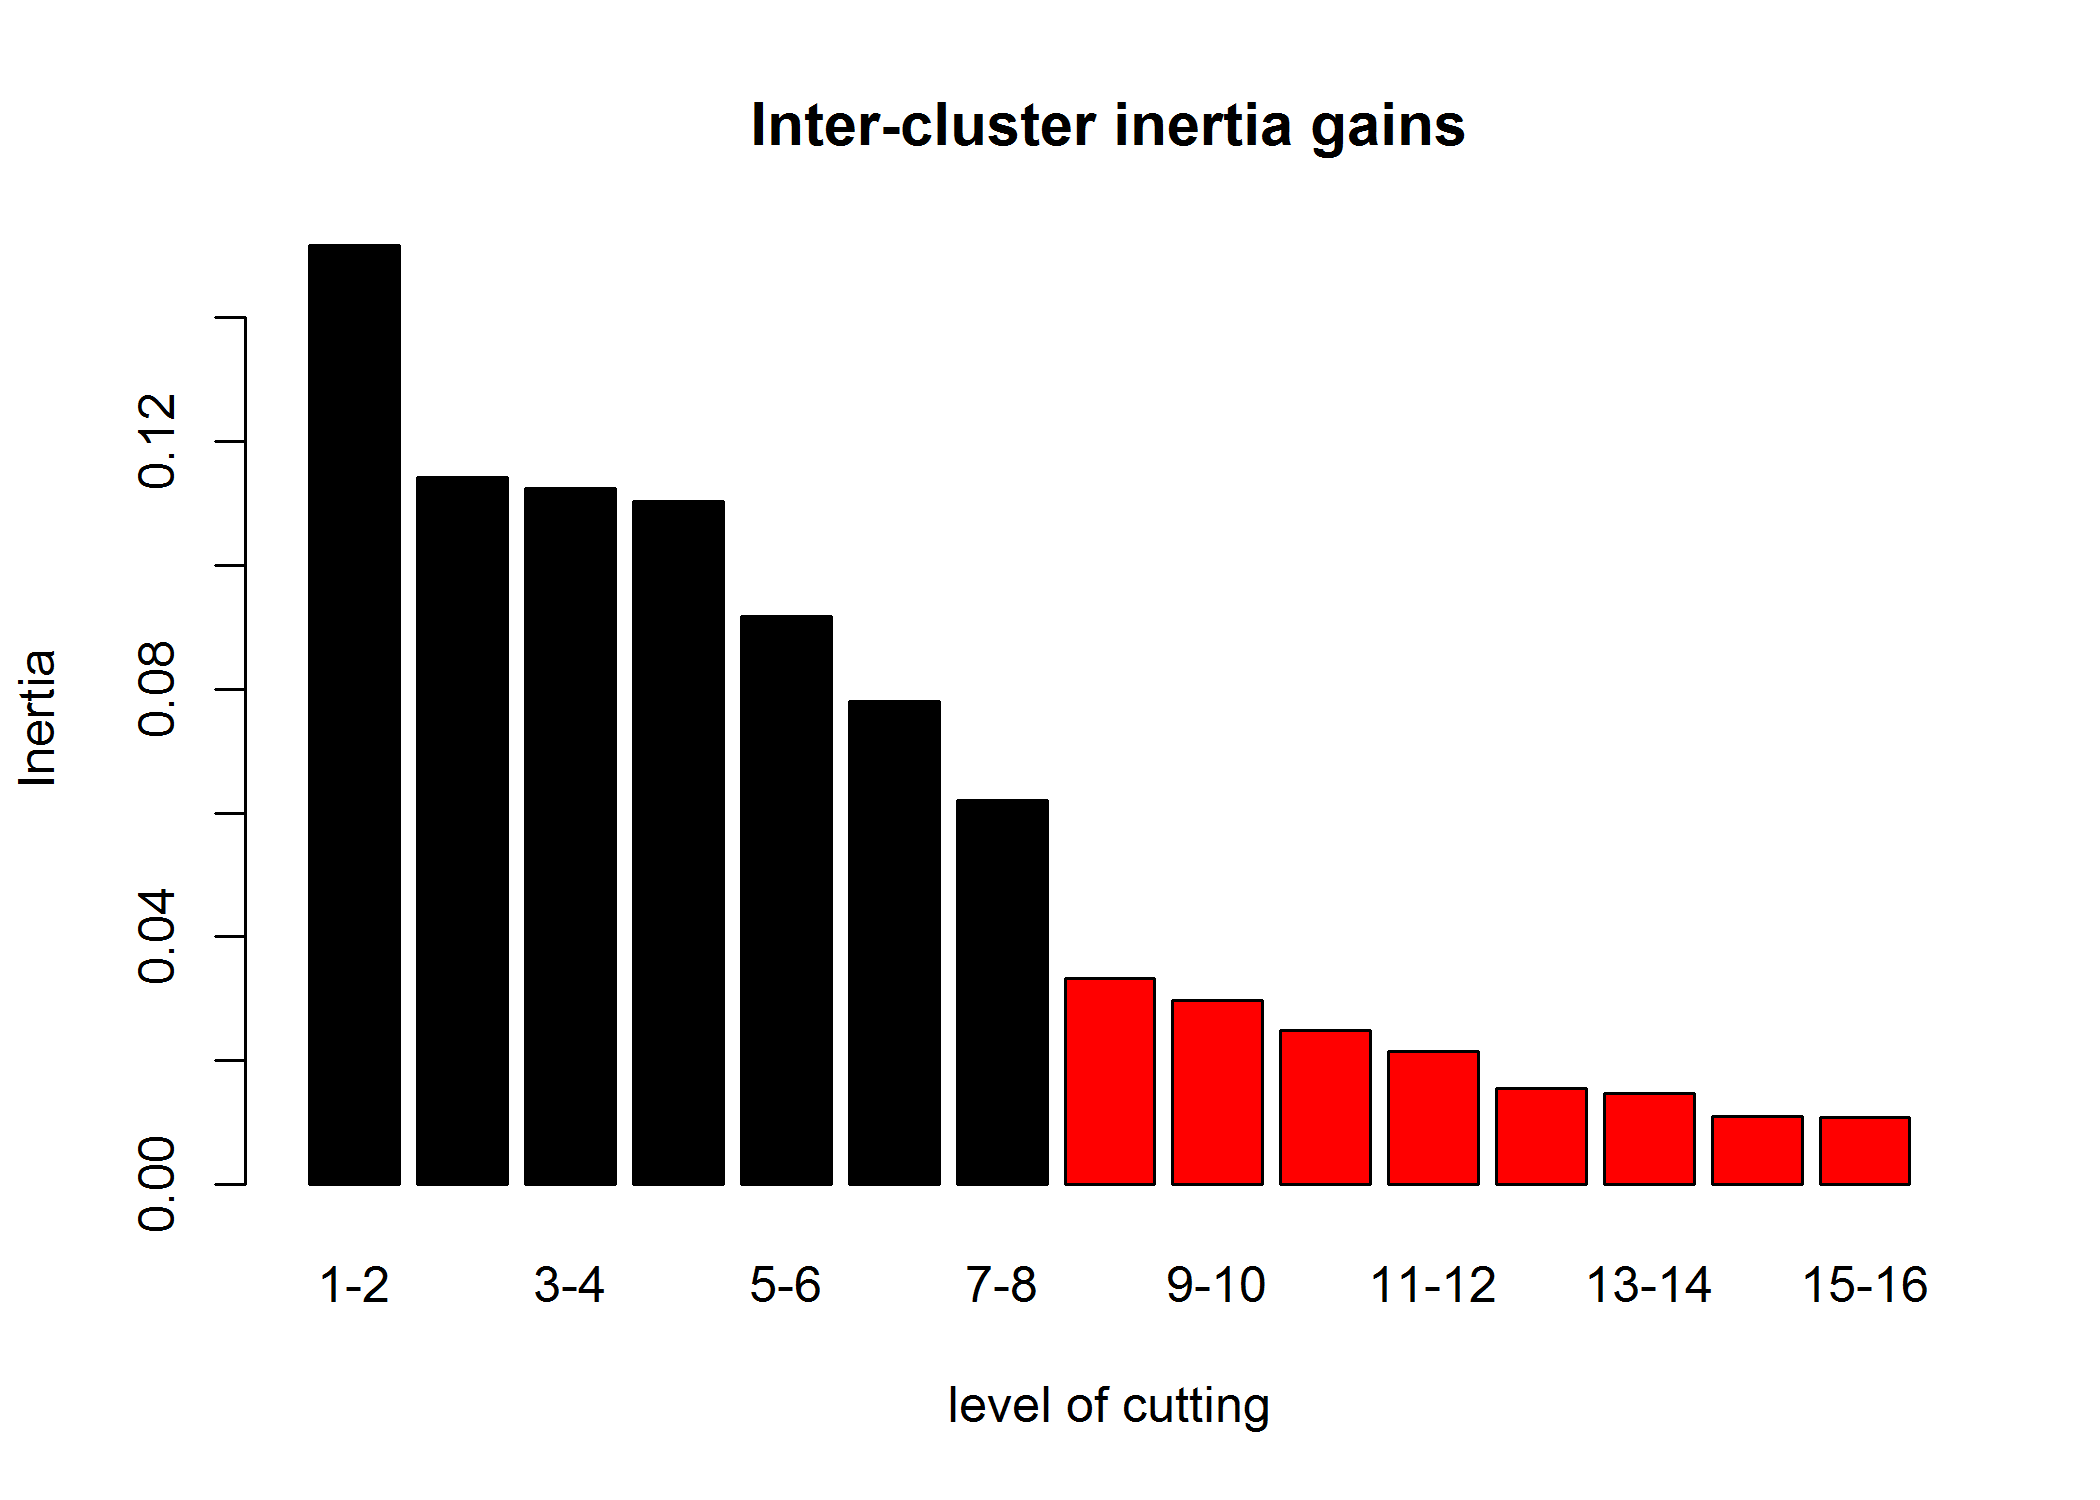 Inter-cluster inertia gains
Inertia
0.12
0.08
0.04
0.00
1-2 3-4 5-6 7-8 9-10 11-12 13-14 15-16
level of cutting